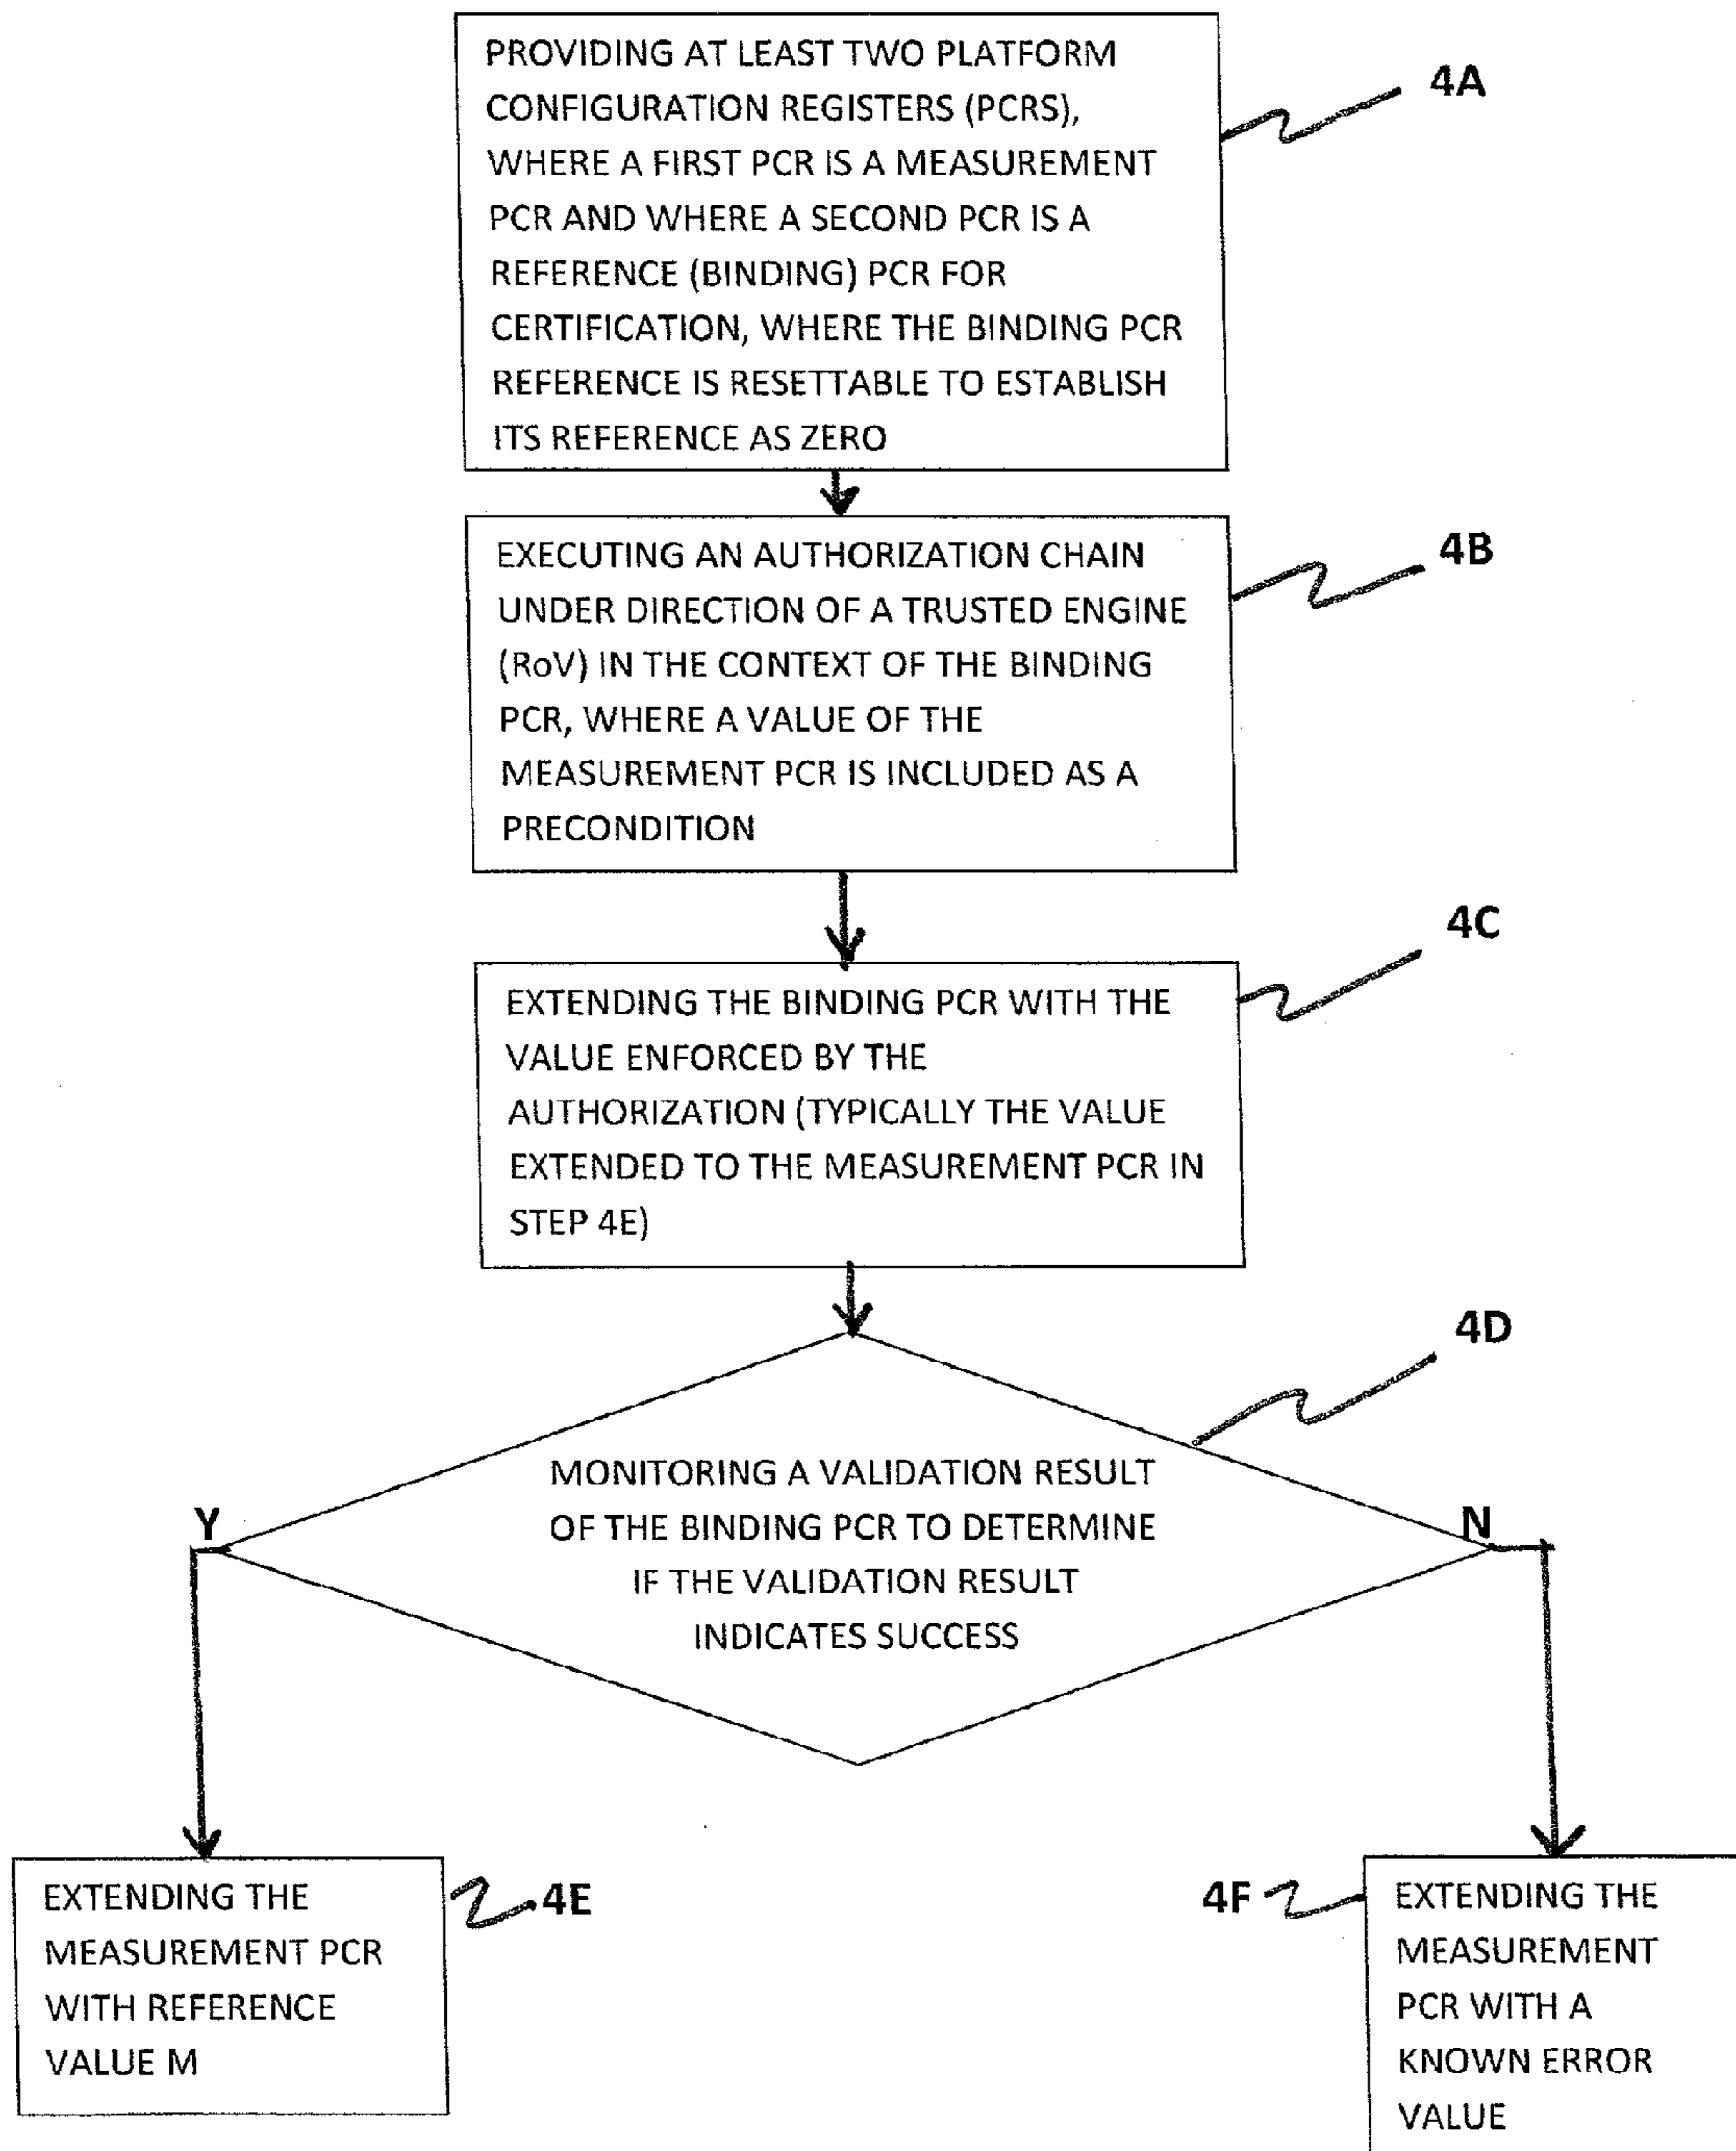 PROVIDING AT LEAST TWO PLATFORM
CONFIGURATION REGISTERS (PCRS),
WHERE A FIRST PCR IS A MEASUREMENT
PCR AND WHERE A SECOND PCR IS A
REFERENCE (BINDING) PCR FOR
CERTIFICATION, WHERE THE BINDING PCR
REFERENCE IS RESETTABLE TO ESTABLISH
ITS REFERENCE AS ZERO
4A
EXECUTING AN AUTHORIZATION CHAIN
UNDER DIRECTION OF A TRUSTED ENGINE
(RoV) IN THE CONTEXT OF THE BINDING
PCR, WHERE A VALUE OF THE
MEASUREMENT PCR IS INCLUDED AS A
PRECONDITION
4B
EXTENDING THE BINDING PCR WITH THE
VALUE ENFORCED BY THE
AUTHORIZATION (TYPICALLY THE VALUE
EXTENDED TO THE MEASUREMENT PCR IN
STEP 4E)
4C
MONITORING A VALIDATION RESULT
OF THE BINDING PCR TO DETERMINE
IF THE VALIDATION RESULT
INDICATES SUCCESS
4D
Y
N
EXTENDING THE
MEASUREMENT PCR
WITH REFERENCE
VALUE M
4E
4F
EXTENDING THE
MEASUREMENT
PCR WITH A
KNOWN ERROR
VALUE